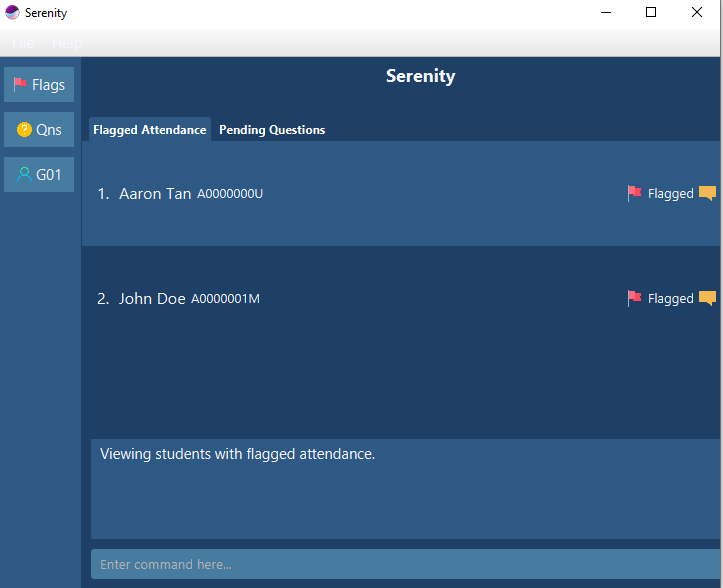 Serenity
File Help
Flags
Qns
G01
Serenity
Flagged Attendance Pending Questions
1. Aaron Tan A0000000U Flagged
2. John Doe A0000001M Flagged
Viewing students with flagged attendance.
Enter command here...